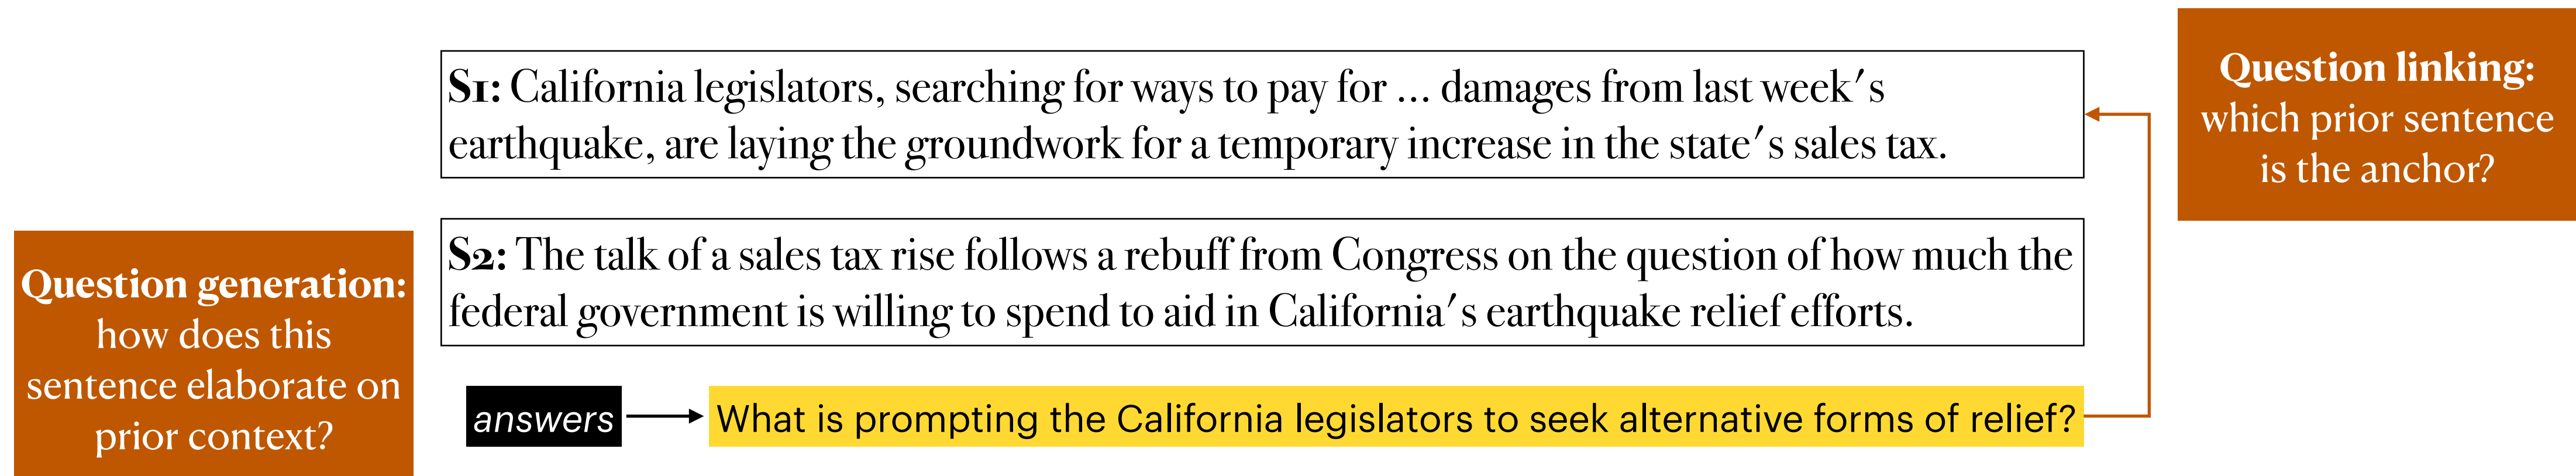 S1: California legislators, searching for ways to pay for ... damages from last week's
earthquake, are laying the groundwork for a temporary increase in the state's sales tax.
Question linking:
which prior sentence
is the anchor?
Question generation:
how does this
sentence elaborate on
prior context?
S2: The talk of a sales tax rise follows a rebuff from Congress on the question of how much the
federal government is willing to spend to aid in California's earthquake relief efforts.
answers
What is prompting the California legislators to seek alternative forms of relief?